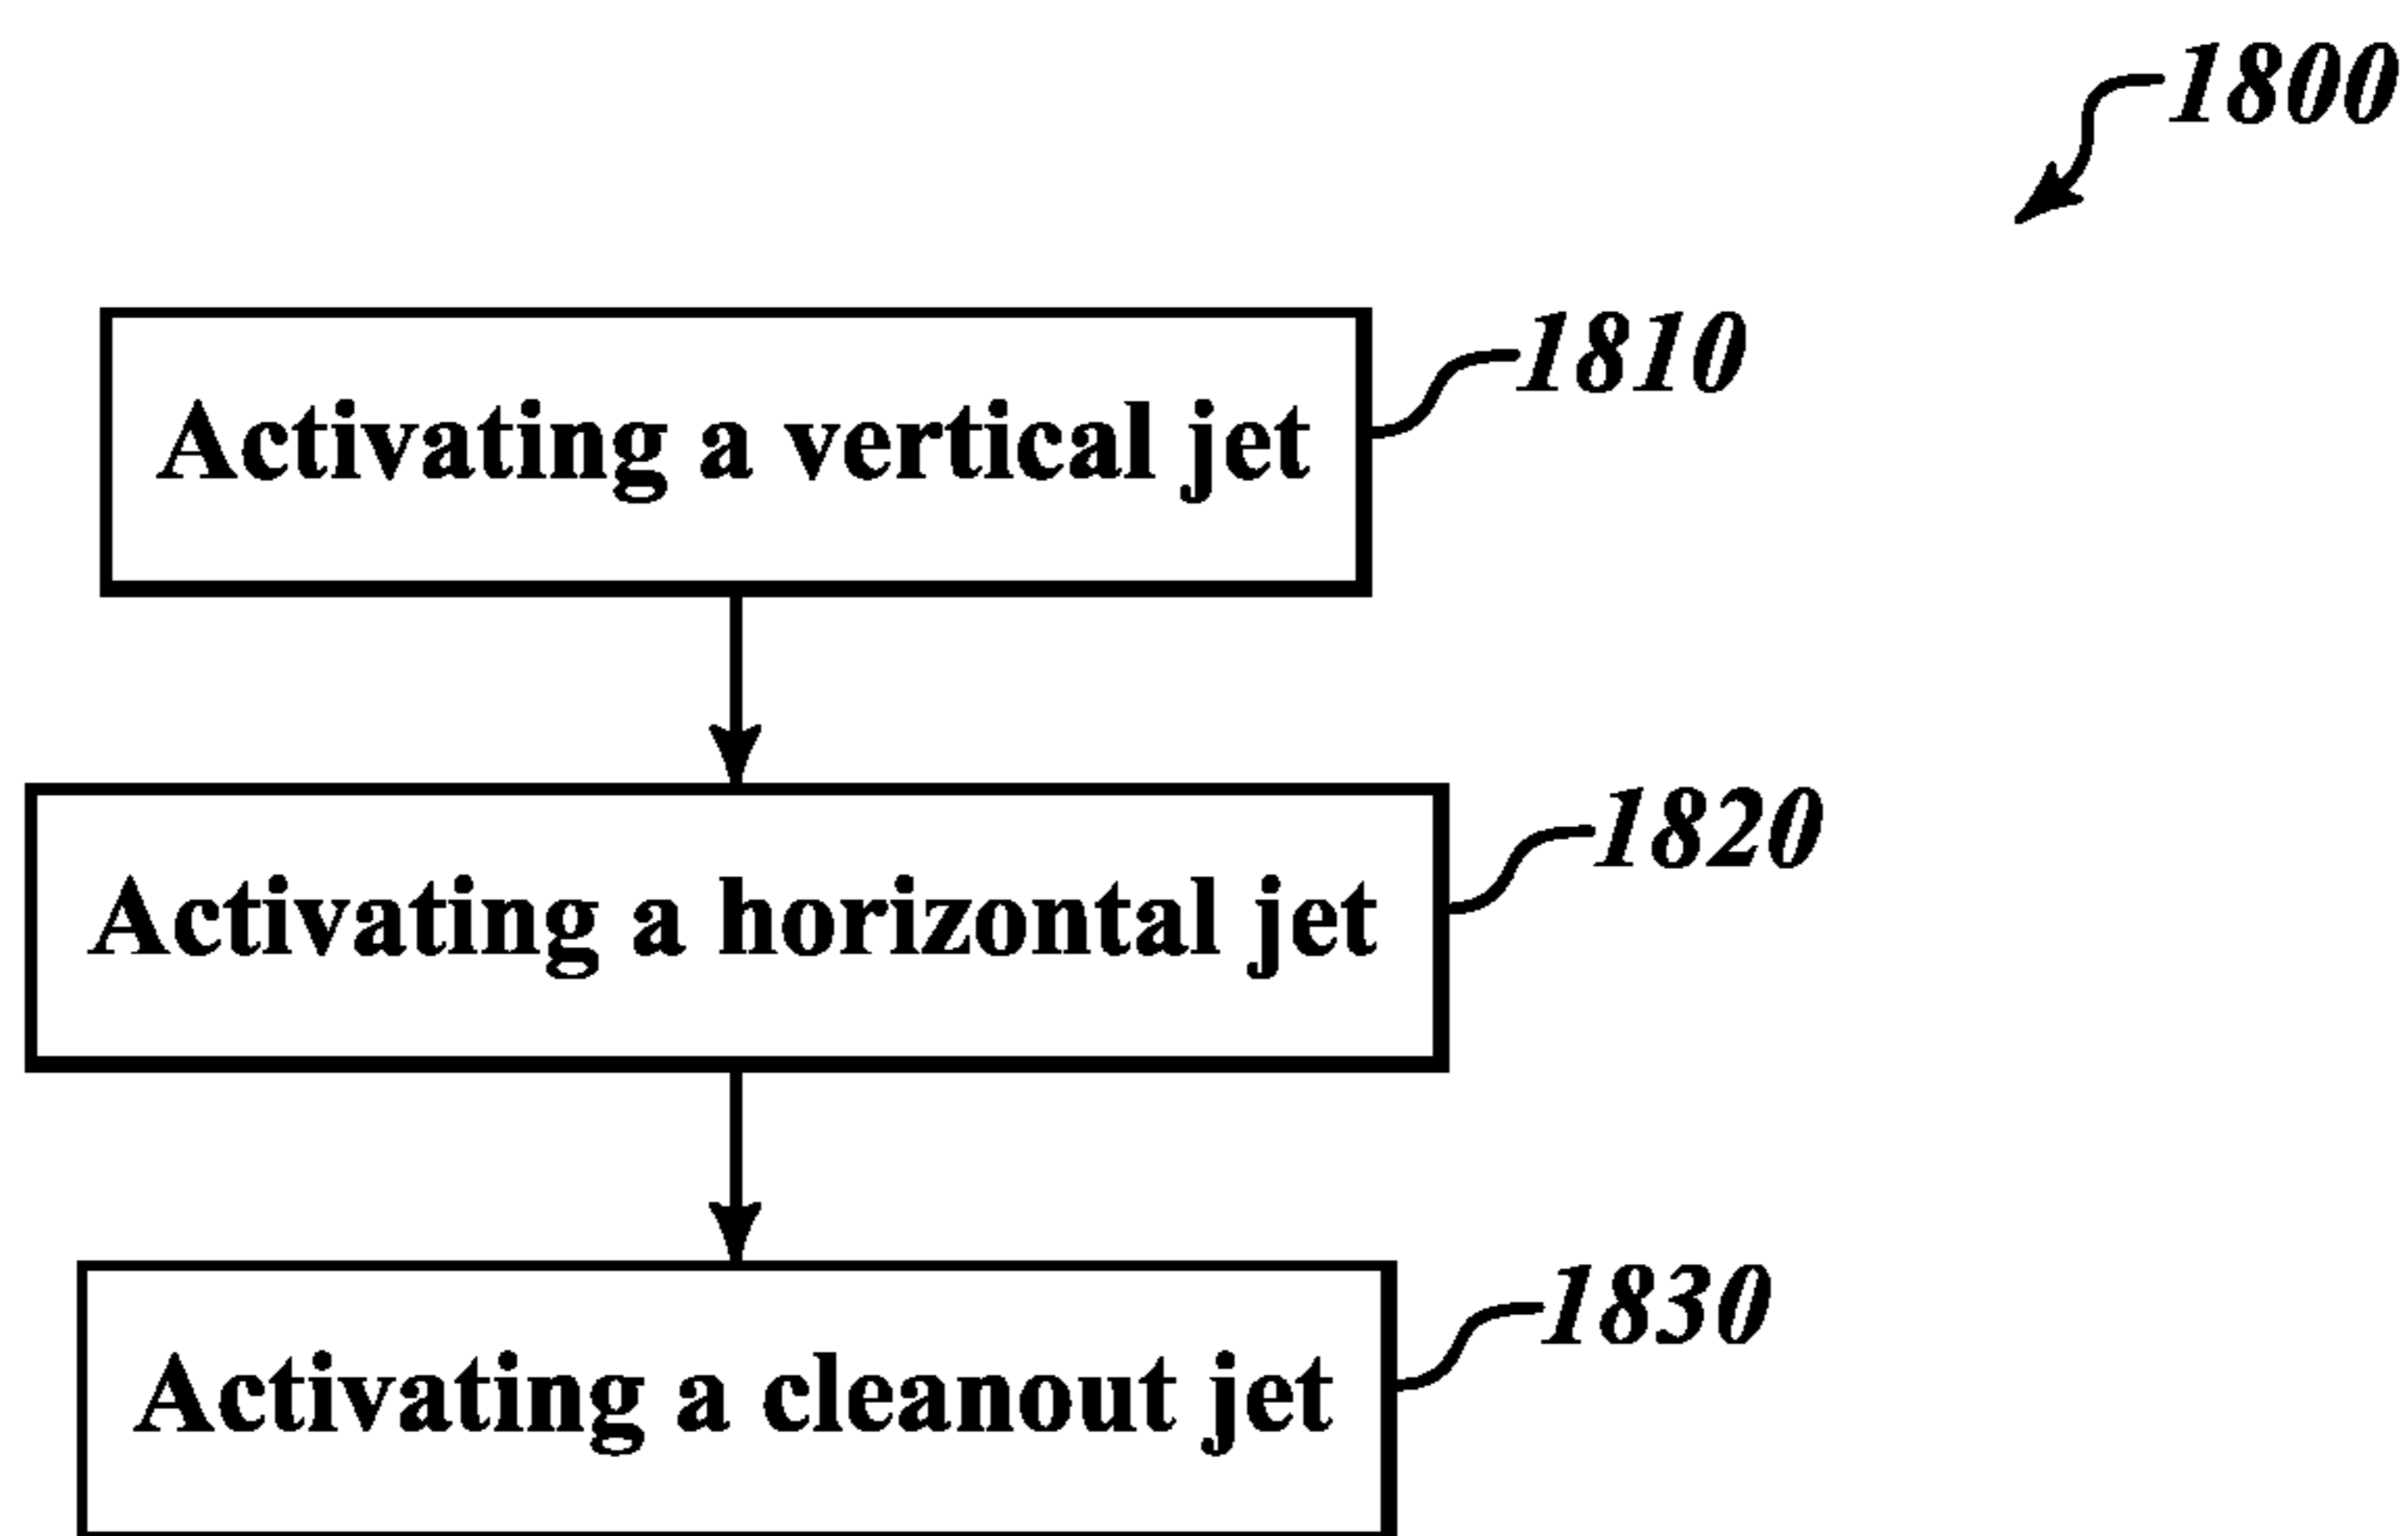 1800
Activating a vertical jet
1810
Activating a horizontal jet
1820
Activating a cleanout jet
1830